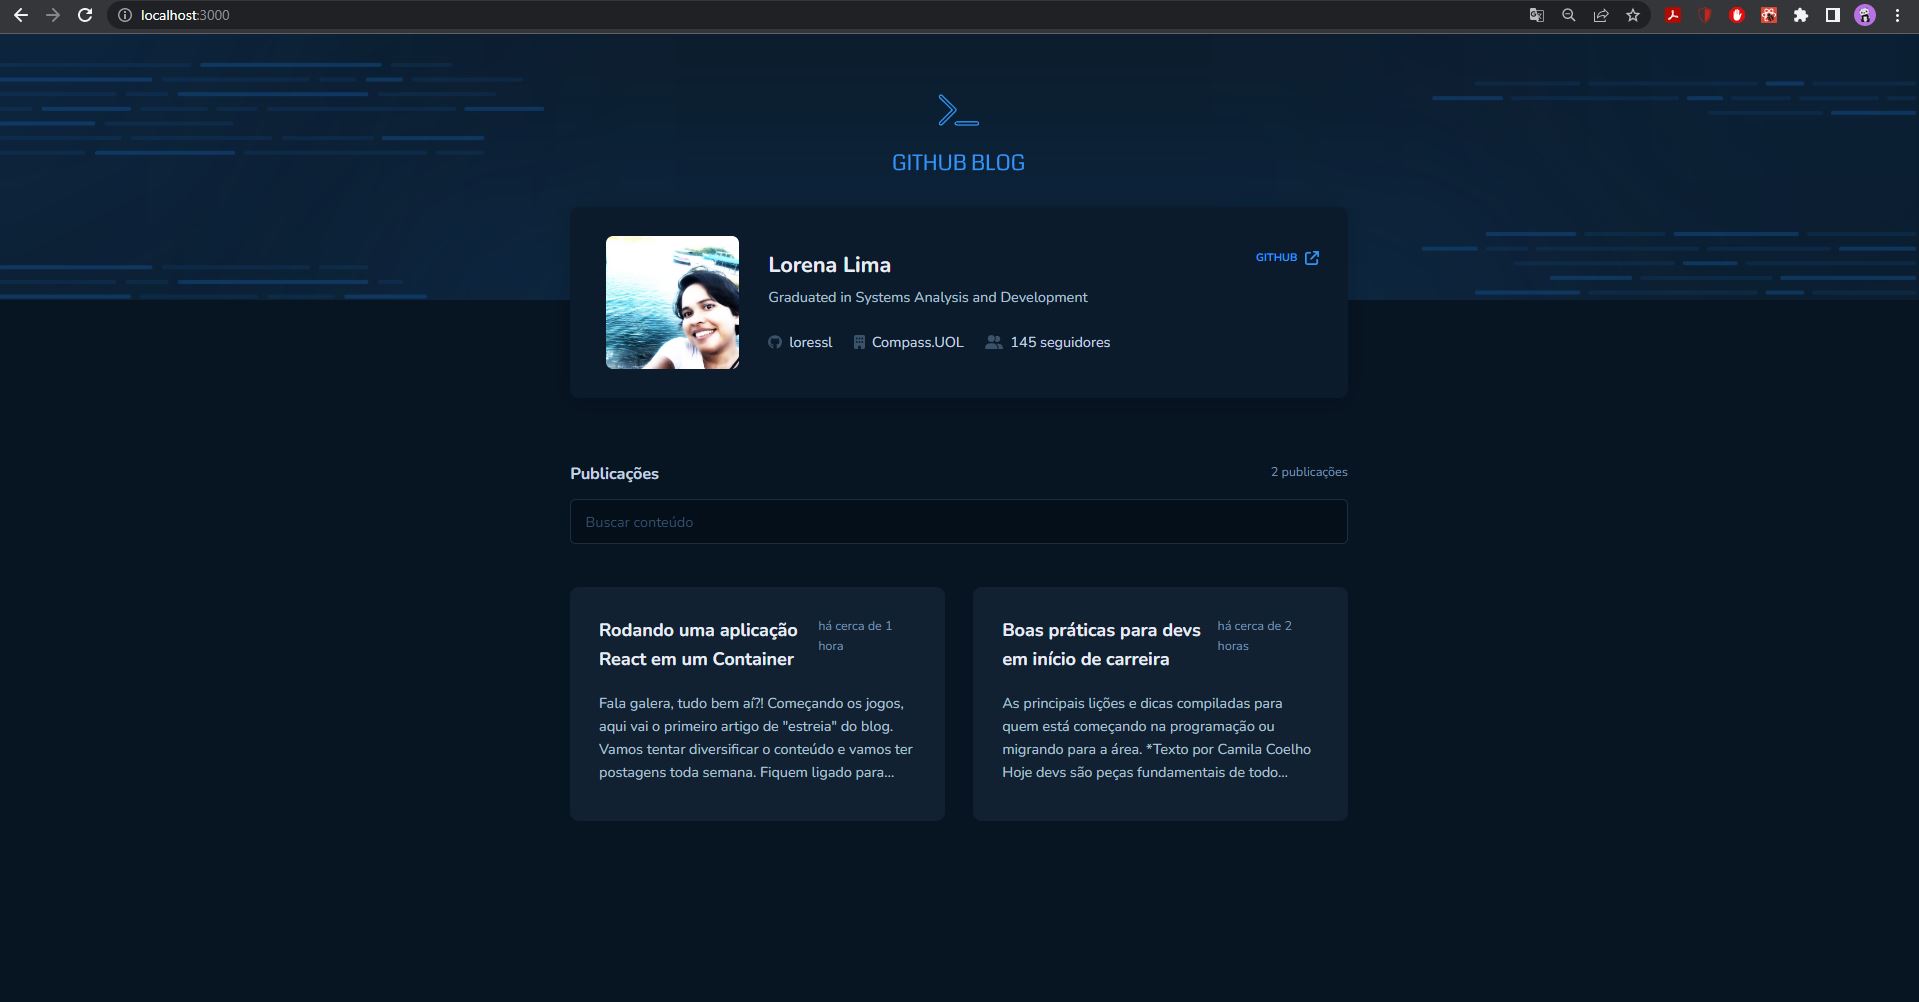 localhost:3000
GITHUB BLOG
Lorena Lima
GITHUB
Graduated in Systems Analysis and Development
loressl Compass.UOL 145 seguidores
Publicações
2 publicações
Buscar conteúdo
Rodando uma aplicação
React em um Container
há cerca de 1
hora
Fala galera, tudo bem aí?! Começando os jogos,
aqui vai o primeiro artigo de "estreia" do blog.
Vamos tentar diversificar o conteúdo e vamos ter
postagens toda semana. Fiquem ligado para...
Boas práticas para devs
em início de carreira
há cerca de 2
horas
As principais lições e dicas compiladas para
quem está começando na programação ou
migrando para a área. *Texto por Camila Coelho
Hoje devs são peças fundamentais de todo...